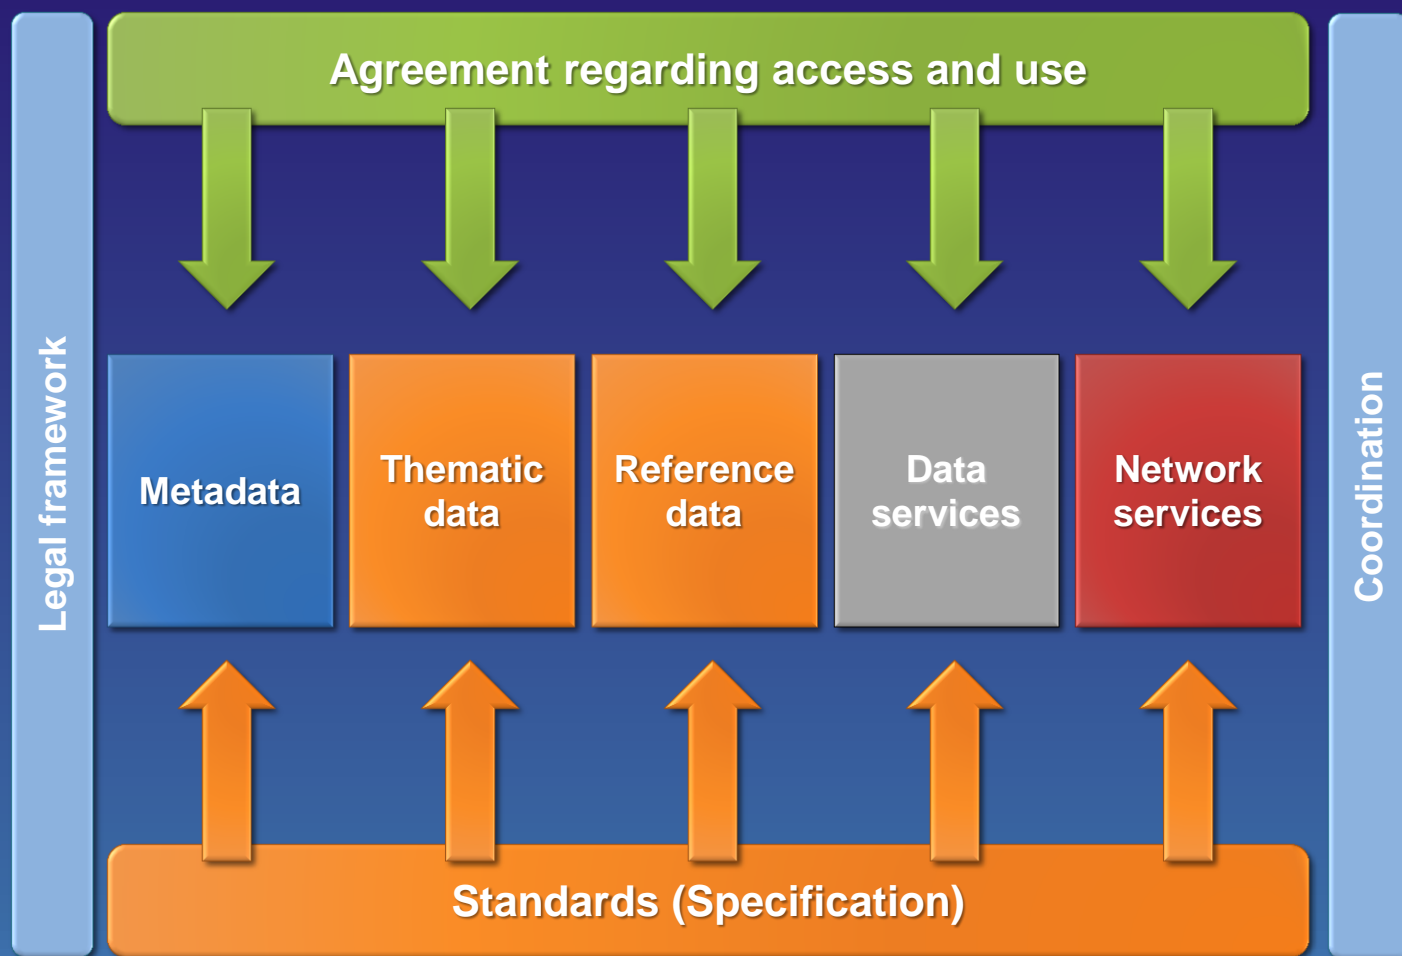 Agreement regarding access and use
Legal framework
Metadata
Thematic
data
Reference
data
Data
services
Network
services
Coordination
Standards (Specification)